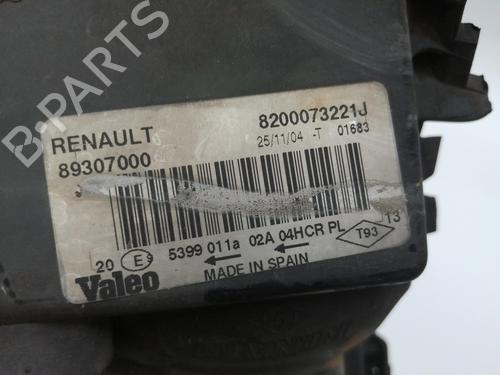 RENAULT
8200073221J
89307000
25/11/04 -T 01683
13
20 E9 5399 011a 02A 04HCR PL T93
Valeo MADE IN SPAIN
B-PARTS